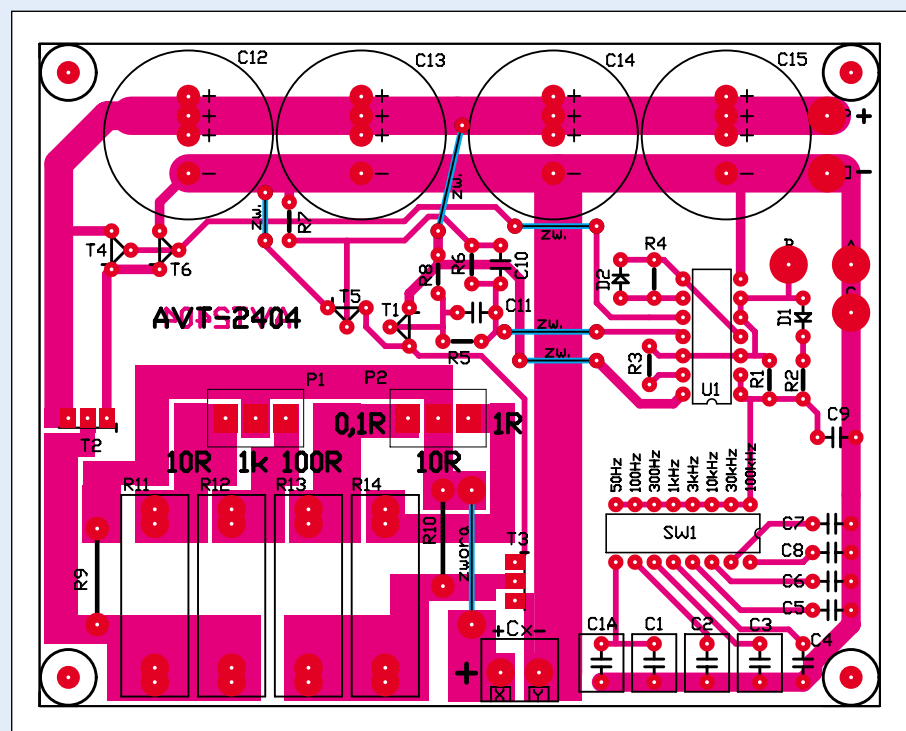 C12 C13 C14 C15
+ + + +
+ + + + +
+ + + +
- - - - -
zw. R7 zw. zw.
T4 T6 R8 R6 C10 D2 R4
T5 T1 C11 D1
AVT-2404
zw.
R5 zw. R3 U1 R1 R2
P1 P2
0,1R 1R C9
T2
10R 1k 100R 10R
50Hz 100Hz 300Hz 1kHz 3kHz 10kHz 30kHz 100kHz
R11 R12 R13 R14
R10 zwora T3 SW1 C7
C8
R9 C6
C5
+Cx- C1A C1 C2 C3 C4
+ X Y